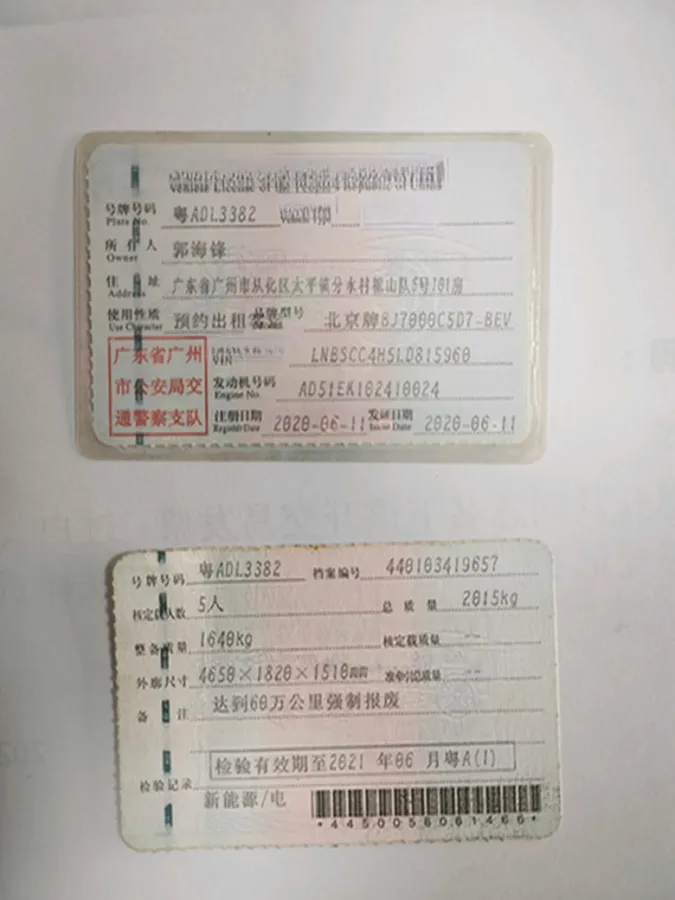 号牌号码 粤ADL3382
Plate No.
所有人 郭海锋
Owner
住 址 广东省广州市从化区太平镇分水村 山队5号101房
Address
使用性质 预约出租 品牌型号 北京牌BJ7000C5D7-BEV
Use Character
广东省广州
市公安局交
通警察支队
VIN LNBSCC4H5LD815960
发动机号码 AD51EK102410024
Engine No.
注册日期 2020-06-11 发证日期 2020-06-11
Register Date Issue Date
号牌号码 粤ADL3382 档案编号 440103419657
核定载人数 5人 总 质 量 2015kg
整备质量 1640kg 核定载质量 --
外廓尺寸 4650×1820×1510 --
备 注 达到60万公里强制报废
检验有效期至2021 年06 月粤A(1)
检验记录
新能源/电
*4450058061466*